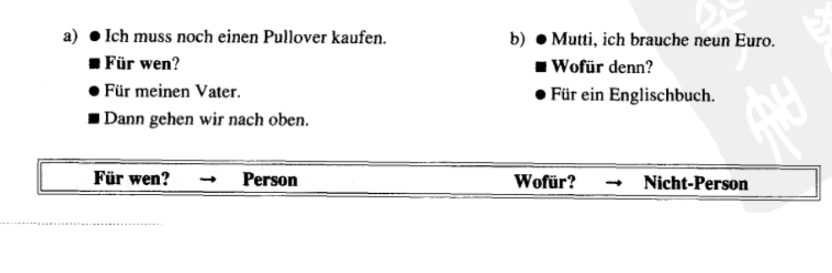 a) ● Ich muss noch einen Pullover kaufen.
■ Für wen?
● Für meinen Vater.
■ Dann gehen wir nach oben.
b) ● Mutti, ich brauche neun Euro.
■ Wofür denn?
● Für ein Englischbuch.
Für wen? → Person Wofür? → Nicht-Person